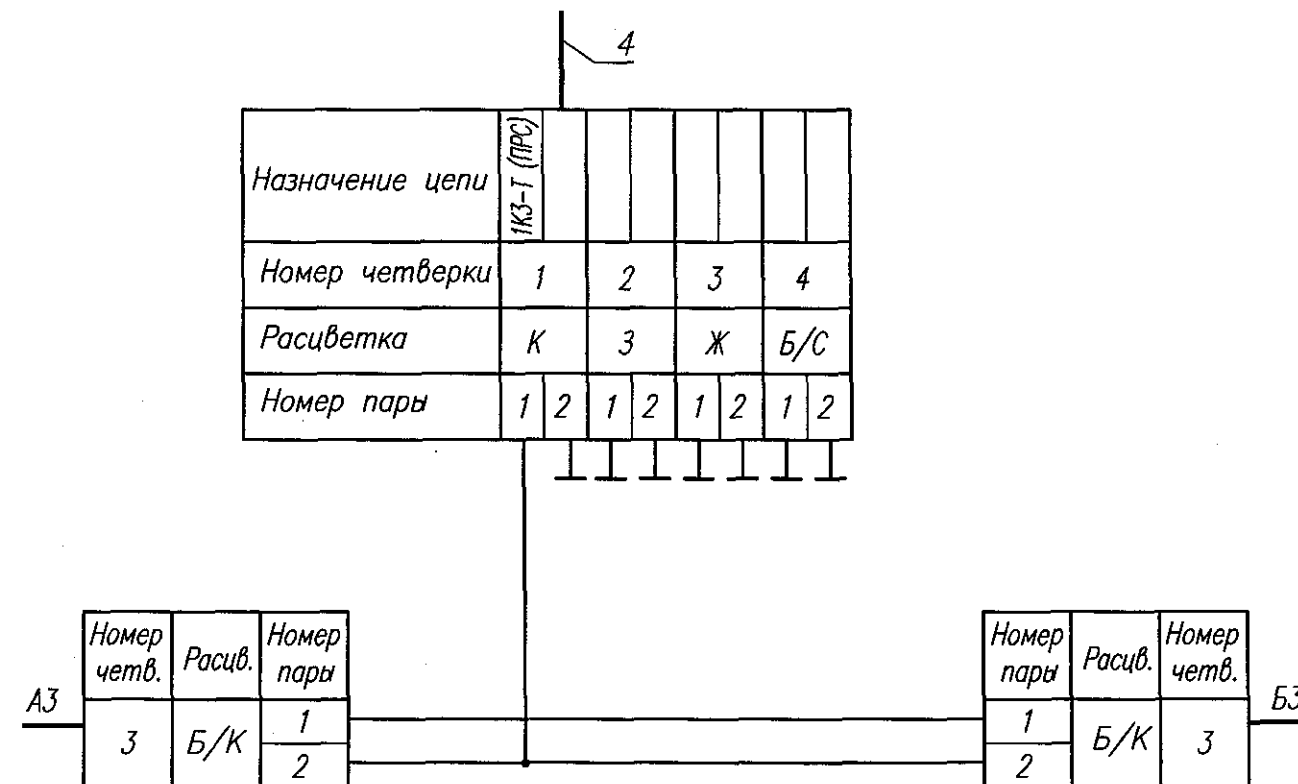 4
Назначение цепи
1КЗ-Т (ПРС)
Номер четверки 1 2 3 4
Расцветка К З Ж Б/С
Номер пары 1 2 1 2 1 2 1 2
Номер четв. Расцв. Номер пары
А3
3 Б/К 1
2
Номер пары Расцв. Номер четв.
1 Б/К 3
2
Б3